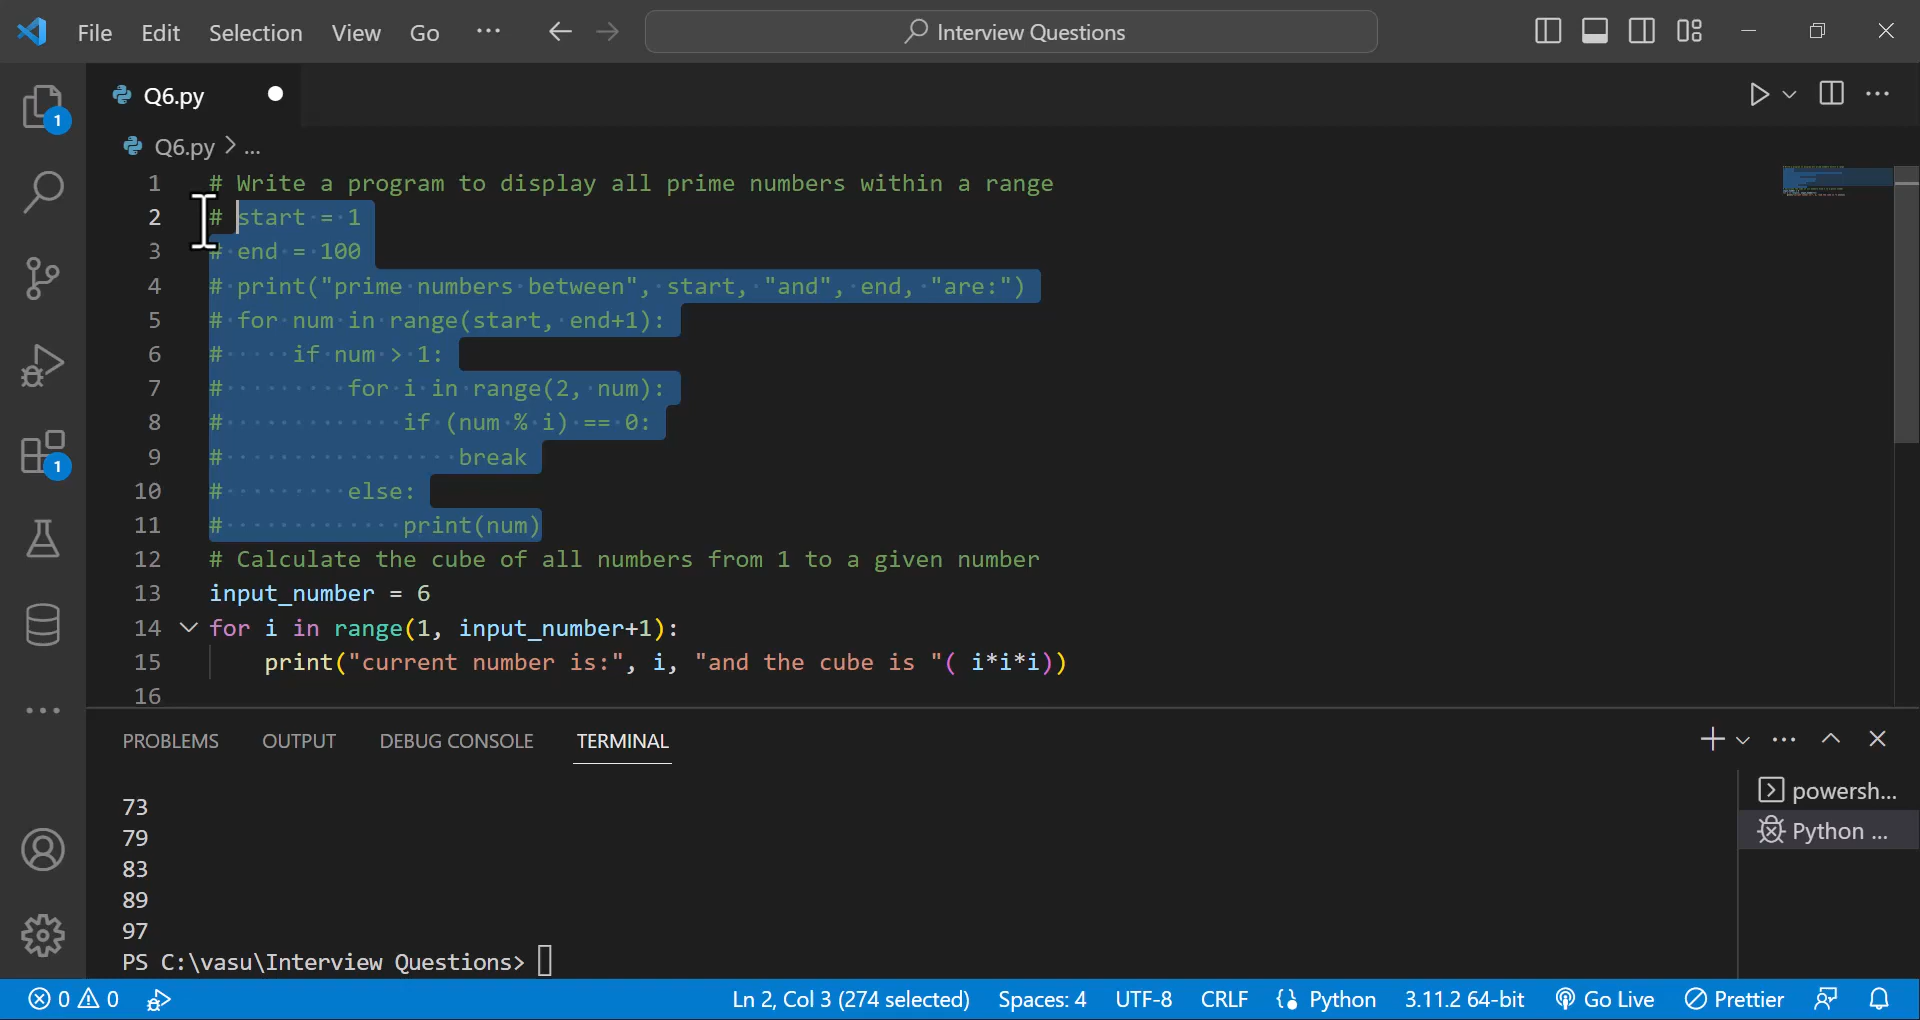 File Edit Selection View Go ··· Interview Questions
Q6.py
Q6.py > ...
1 # Write a program to display all prime numbers within a range
2 # start = 1
3 # end = 100
4 # print("prime numbers between", start, "and", end, "are:")
5 # for num in range(start, end+1):
6 #     if num > 1:
7 #         for i in range(2, num):
8 #             if (num % i) == 0:
9 #                 break
10 #         else:
11 #             print(num)
12 # Calculate the cube of all numbers from 1 to a given number
13 input_number = 6
14 for i in range(1, input_number+1):
15     print("current number is:", i, "and the cube is "( i*i*i))
16
1
1
PROBLEMS OUTPUT DEBUG CONSOLE TERMINAL
73
79
83
89
97
PS C:\vasu\Interview Questions>
powersh...
Python ...
0 0 Ln 2, Col 3 (274 selected) Spaces: 4 UTF-8 CRLF Python 3.11.2 64-bit Go Live Prettier